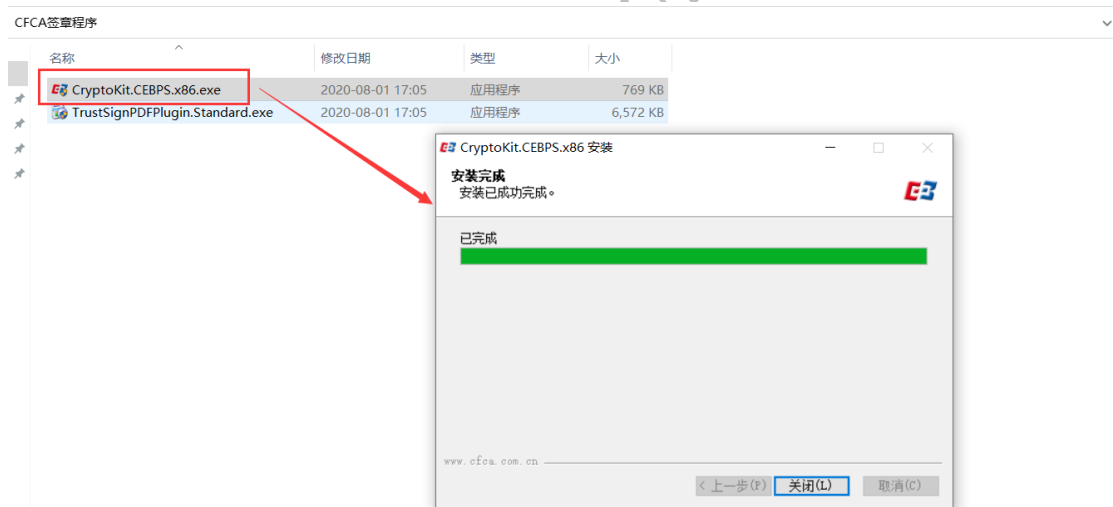 CFCA签章程序
名称 修改日期 类型 大小
CryptoKit.CEBPS.x86.exe 2020-08-01 17:05 应用程序 769 KB
TrustSignPDFPlugin.Standard.exe 2020-08-01 17:05 应用程序 6,572 KB
CryptoKit.CEBPS.x86 安装
安装完成
安装已成功完成。
已完成
www.cfca.com.cn
< 上一步(P) 关闭(L) 取消(C)